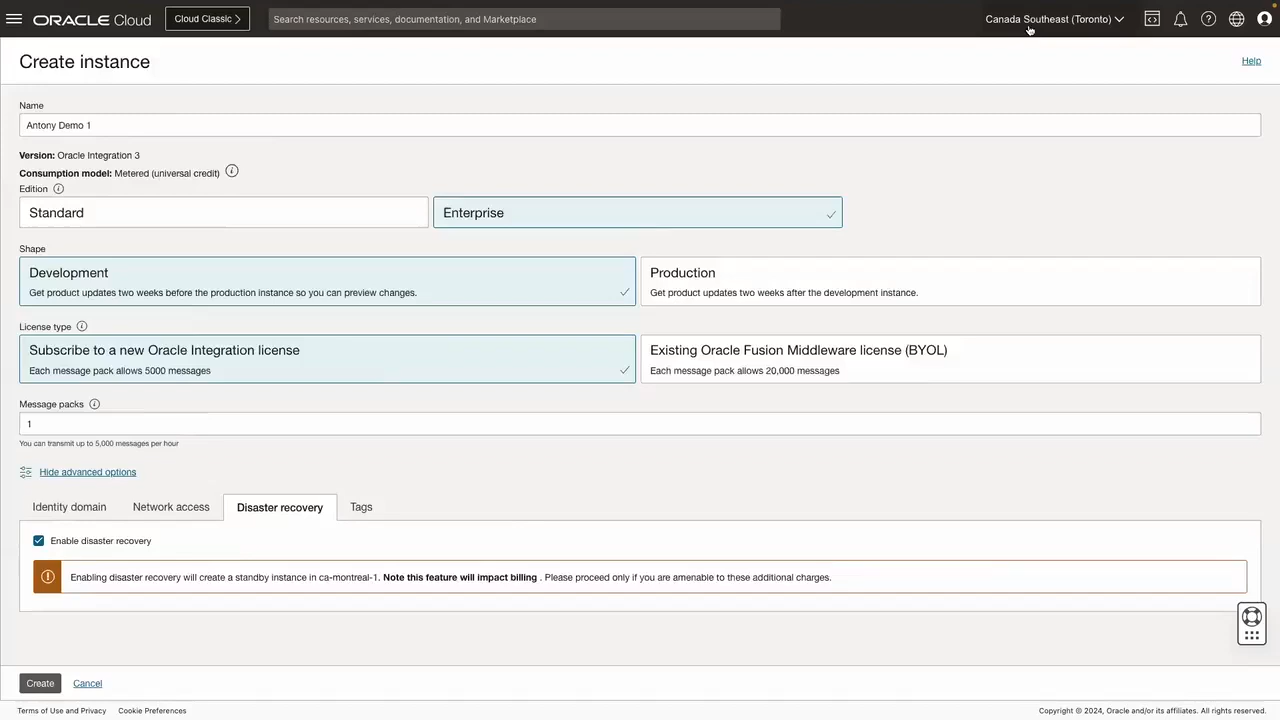 ORACLE Cloud
Cloud Classic
Search resources, services, documentation, and Marketplace
Canada Southeast (Toronto)
Create instance
Help
Name
Antony Demo 1
Version: Oracle Integration 3
Consumption model: Metered (universal credit)
Edition
Standard
Enterprise
Shape
Development
Get product updates two weeks before the production instance so you can preview changes.
Production
Get product updates two weeks after the development instance.
License type
Subscribe to a new Oracle Integration license
Each message pack allows 5000 messages
Existing Oracle Fusion Middleware license (BYOL)
Each message pack allows 20,000 messages
Message packs
1
You can transmit up to 5,000 messages per hour
Hide advanced options
Identity domain
Network access
Disaster recovery
Tags
Enable disaster recovery
Enabling disaster recovery will create a standby instance in ca-montreal-1. Note this feature will impact billing . Please proceed only if you are amenable to these additional charges.
Create
Cancel
Terms of Use and Privacy
Cookie Preferences
Copyright © 2024, Oracle and/or its affiliates. All rights reserved.